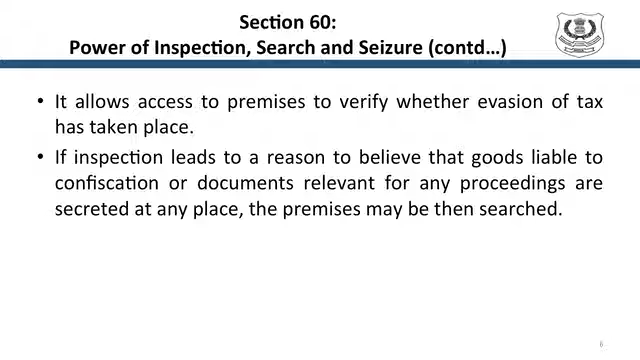 Section 60:
Power of Inspection, Search and Seizure (contd…)
• It allows access to premises to verify whether evasion of tax
has taken place.
• If inspection leads to a reason to believe that goods liable to
confiscation or documents relevant for any proceedings are
secreted at any place, the premises may be then searched.
6